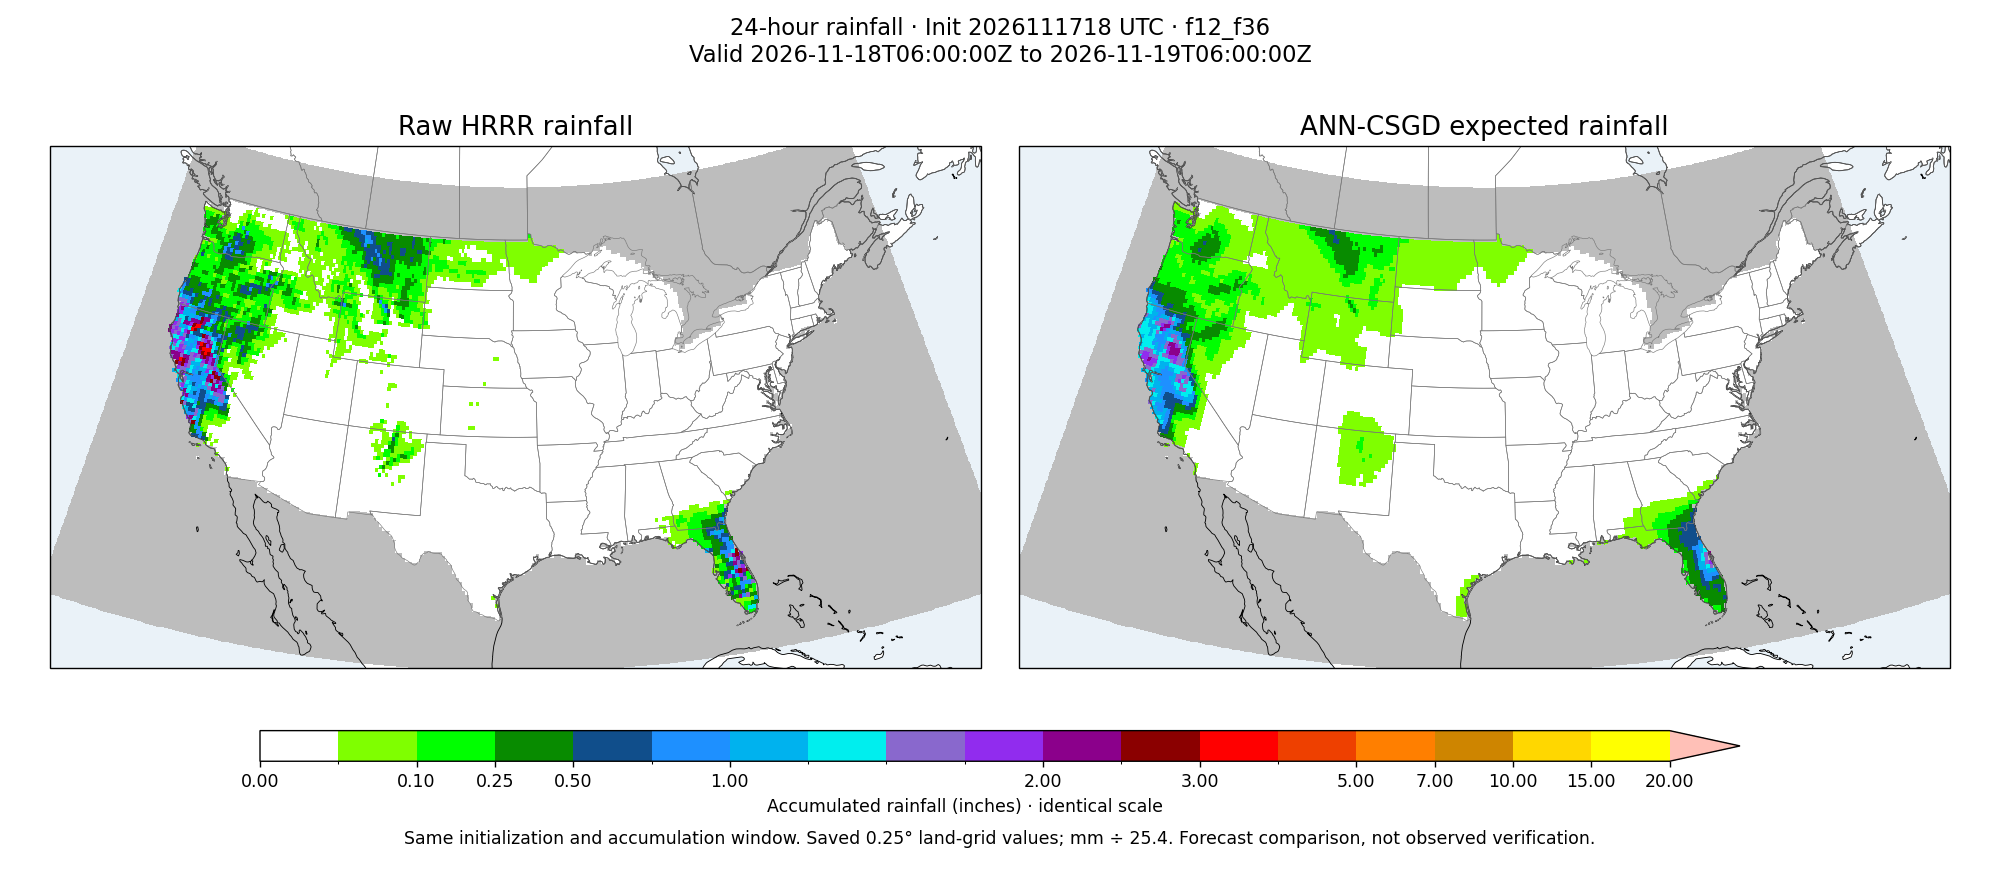 24-hour rainfall · Init 2026111718 UTC · f12_f36
Valid 2026-11-18T06:00:00Z to 2026-11-19T06:00:00Z
Raw HRRR rainfall
ANN-CSGD expected rainfall
0.00 0.10 0.25 0.50 1.00 2.00 3.00 5.00 7.00 10.00 15.00 20.00
Accumulated rainfall (inches) · identical scale
Same initialization and accumulation window. Saved 0.25° land-grid values; mm ÷ 25.4. Forecast comparison, not observed verification.